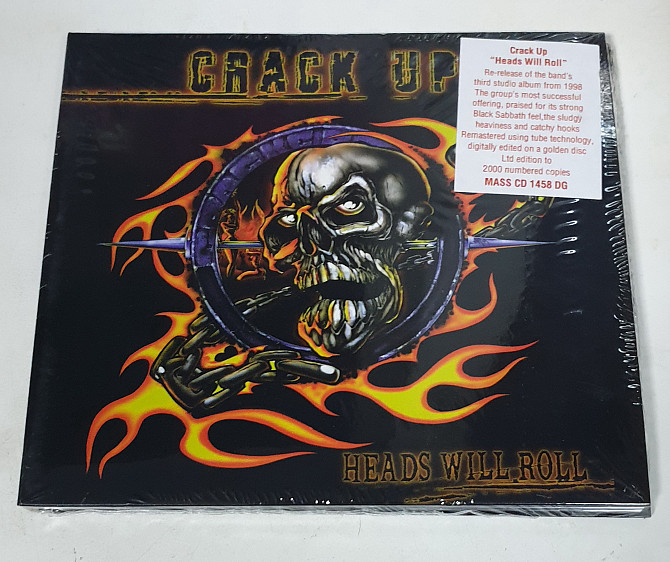 CRACK UP
Crack Up
"Heads Will Roll"
Re-release of the band's
third studio album from 1998
The group's most successful
offering, praised for its strong
Black Sabbath feel,the sludgy
heaviness and catchy hooks
Remastered using tube technology,
digitally edited on a golden disc
Ltd edition to
2000 numbered copies
MASS CD 1458 DG
HEADS WILL ROLL